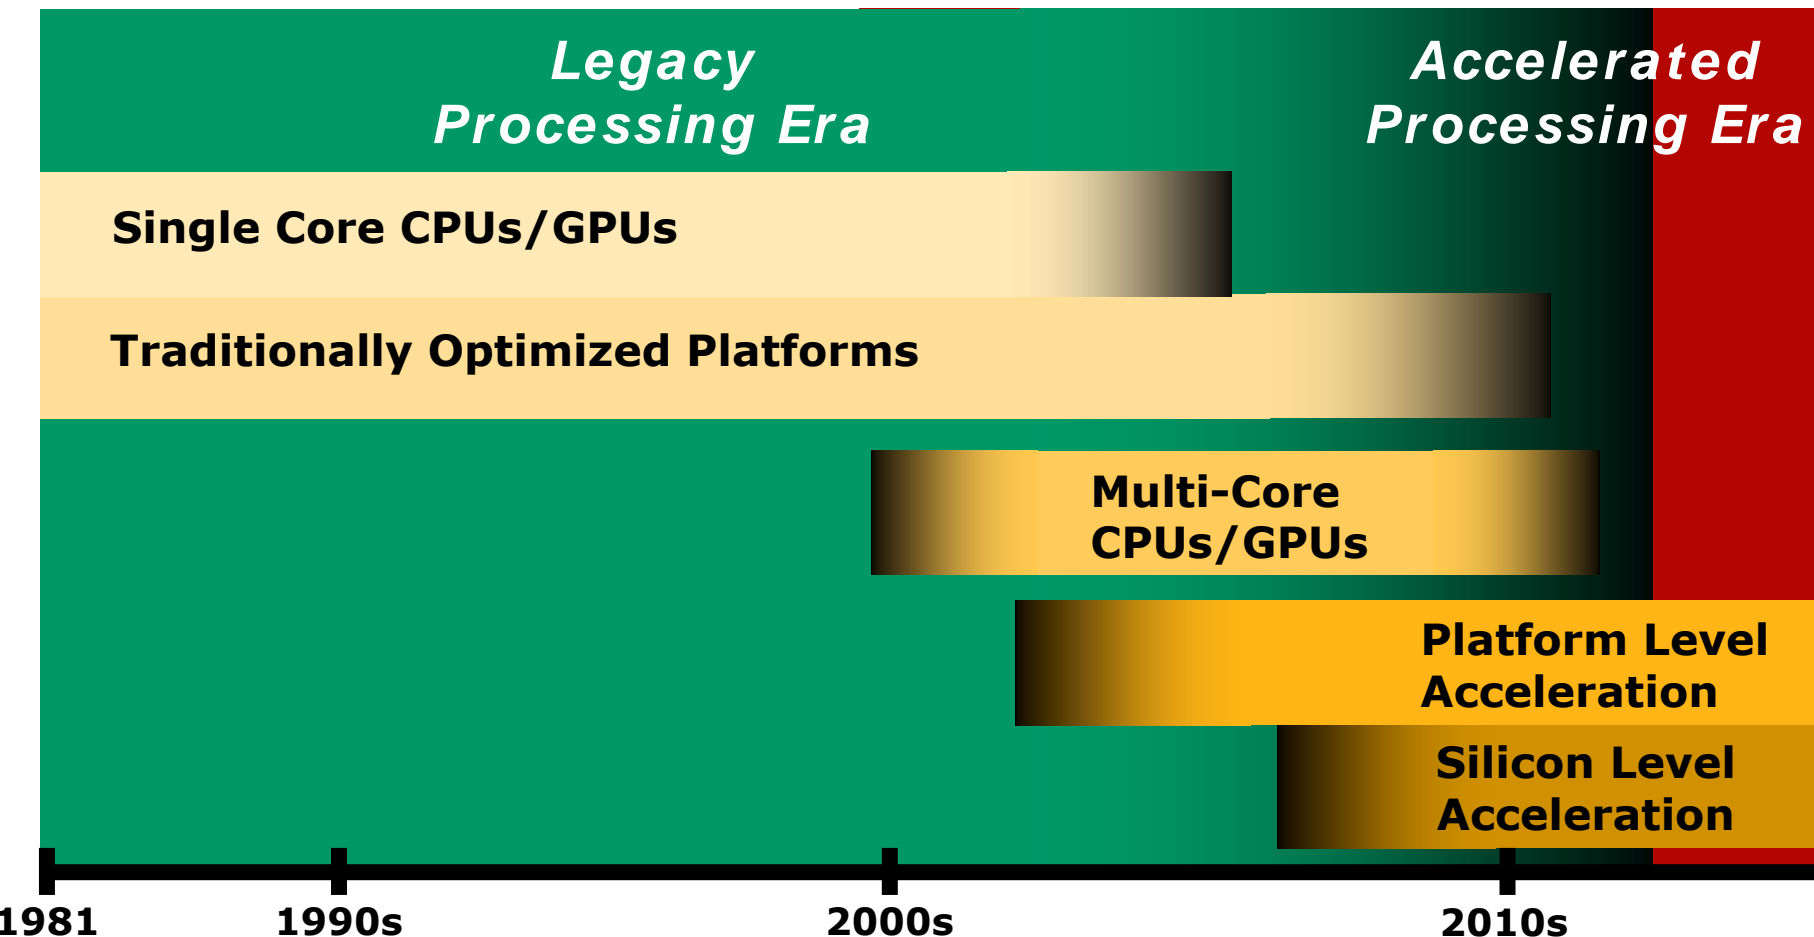 Legacy
Processing Era
Accelerated
Processing Era
Single Core CPUs/GPUs
Traditionally Optimized Platforms
Multi-Core
CPUs/GPUs
Platform Level
Acceleration
Silicon Level
Acceleration
1981
1990s
2000s
2010s